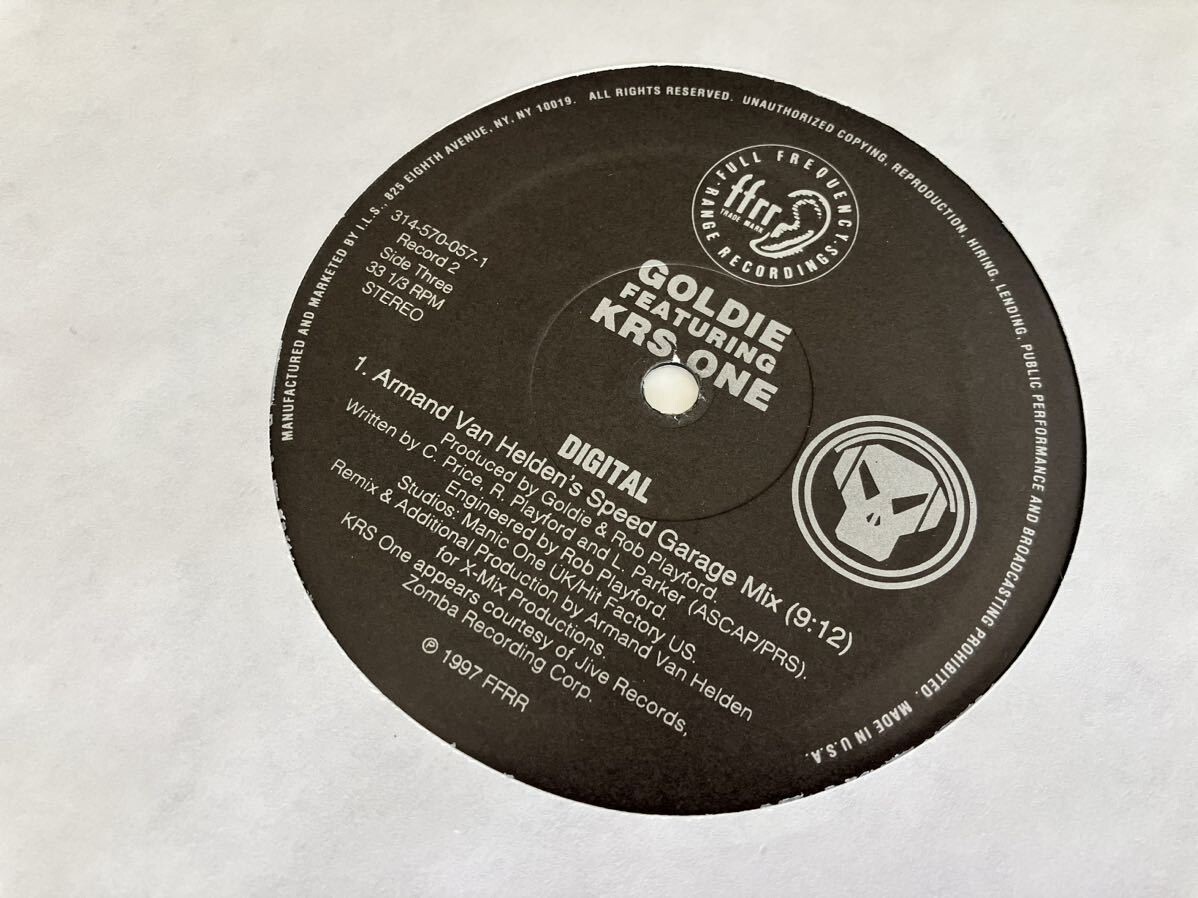 MANUFACTURED AND MARKETED BY I.L.S., 825 EIGHTH AVENUE, NY, NY 10019. ALL RIGHTS RESERVED. UNAUTHORIZED COPYING, REPRODUCTION, HIRING, LENDING, PUBLIC PERFORMANCE AND BROADCASTING PROHIBITED. MADE IN U.S.A.
FULL FREQUENCY
RANGE RECORDINGS
ffrr
TRADE MARK
314-570-057-1
Record 2
Side Three
33 1/3 RPM
STEREO
GOLDIE
FEATURING
KRS ONE
DIGITAL
1. Armand Van Helden's Speed Garage Mix (9:12)
Produced by Goldie & Rob Playford.
Written by C. Price, R. Playford and L. Parker (ASCAP/PRS).
Engineered by Rob Playford.
Studios: Manic One UK/Hit Factory US.
Remix & Additional Production by Armand Van Helden
for X-Mix Productions.
KRS One appears courtesy of Jive Records,
Zomba Recording Corp.
℗ 1997 FFRR